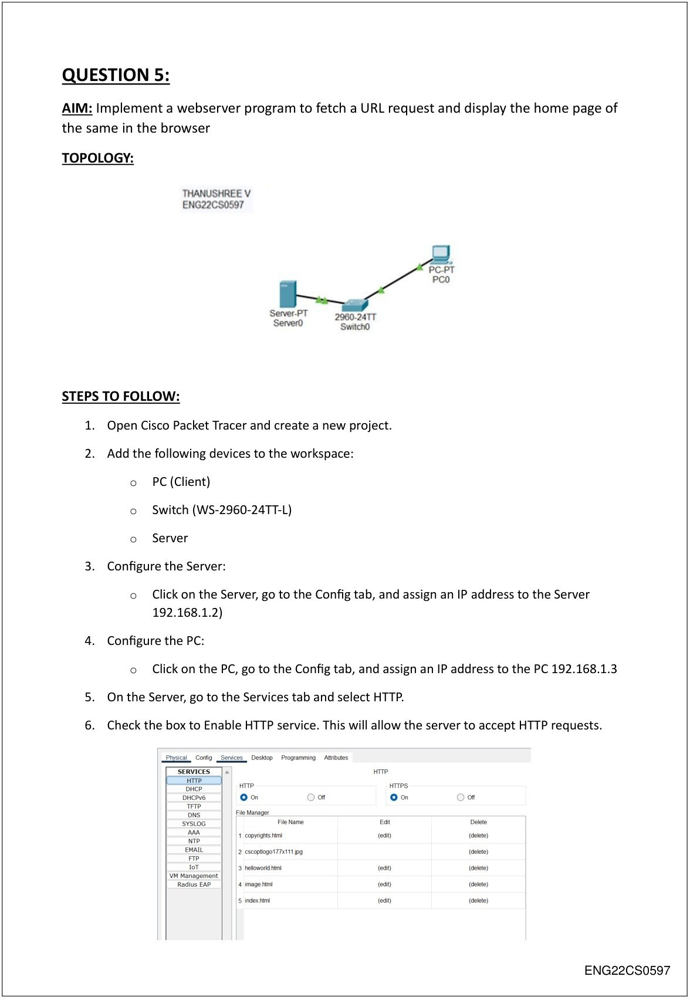 QUESTION 5:
AIM: Implement a webserver program to fetch a URL request and display the home page of
the same in the browser
TOPOLOGY:
THANUSHREE V
ENG22CS0597
PC-PT
PC0
Server-PT
Server0
2960-24TT
Switch0
STEPS TO FOLLOW:
1. Open Cisco Packet Tracer and create a new project.
2. Add the following devices to the workspace:
o PC (Client)
o Switch (WS-2960-24TT-L)
o Server
3. Configure the Server:
o Click on the Server, go to the Config tab, and assign an IP address to the Server
192.168.1.2)
4. Configure the PC:
o Click on the PC, go to the Config tab, and assign an IP address to the PC 192.168.1.3
5. On the Server, go to the Services tab and select HTTP.
6. Check the box to Enable HTTP service. This will allow the server to accept HTTP requests.
Physical Config Services Desktop Programming Attributes
SERVICES
HTTP
DHCP
DHCPv6
TFTP
DNS
SYSLOG
AAA
NTP
EMAIL
FTP
IoT
VM Management
Radius EAP
HTTP
HTTP HTTPS
On Off On Off
File Manager
File Name Edit Delete
1 copyrights.html (edit) (delete)
2 cscoptlogo177x111.jpg (delete)
3 helloworld.html (edit) (delete)
4 image.html (edit) (delete)
5 index.html (edit) (delete)
ENG22CS0597